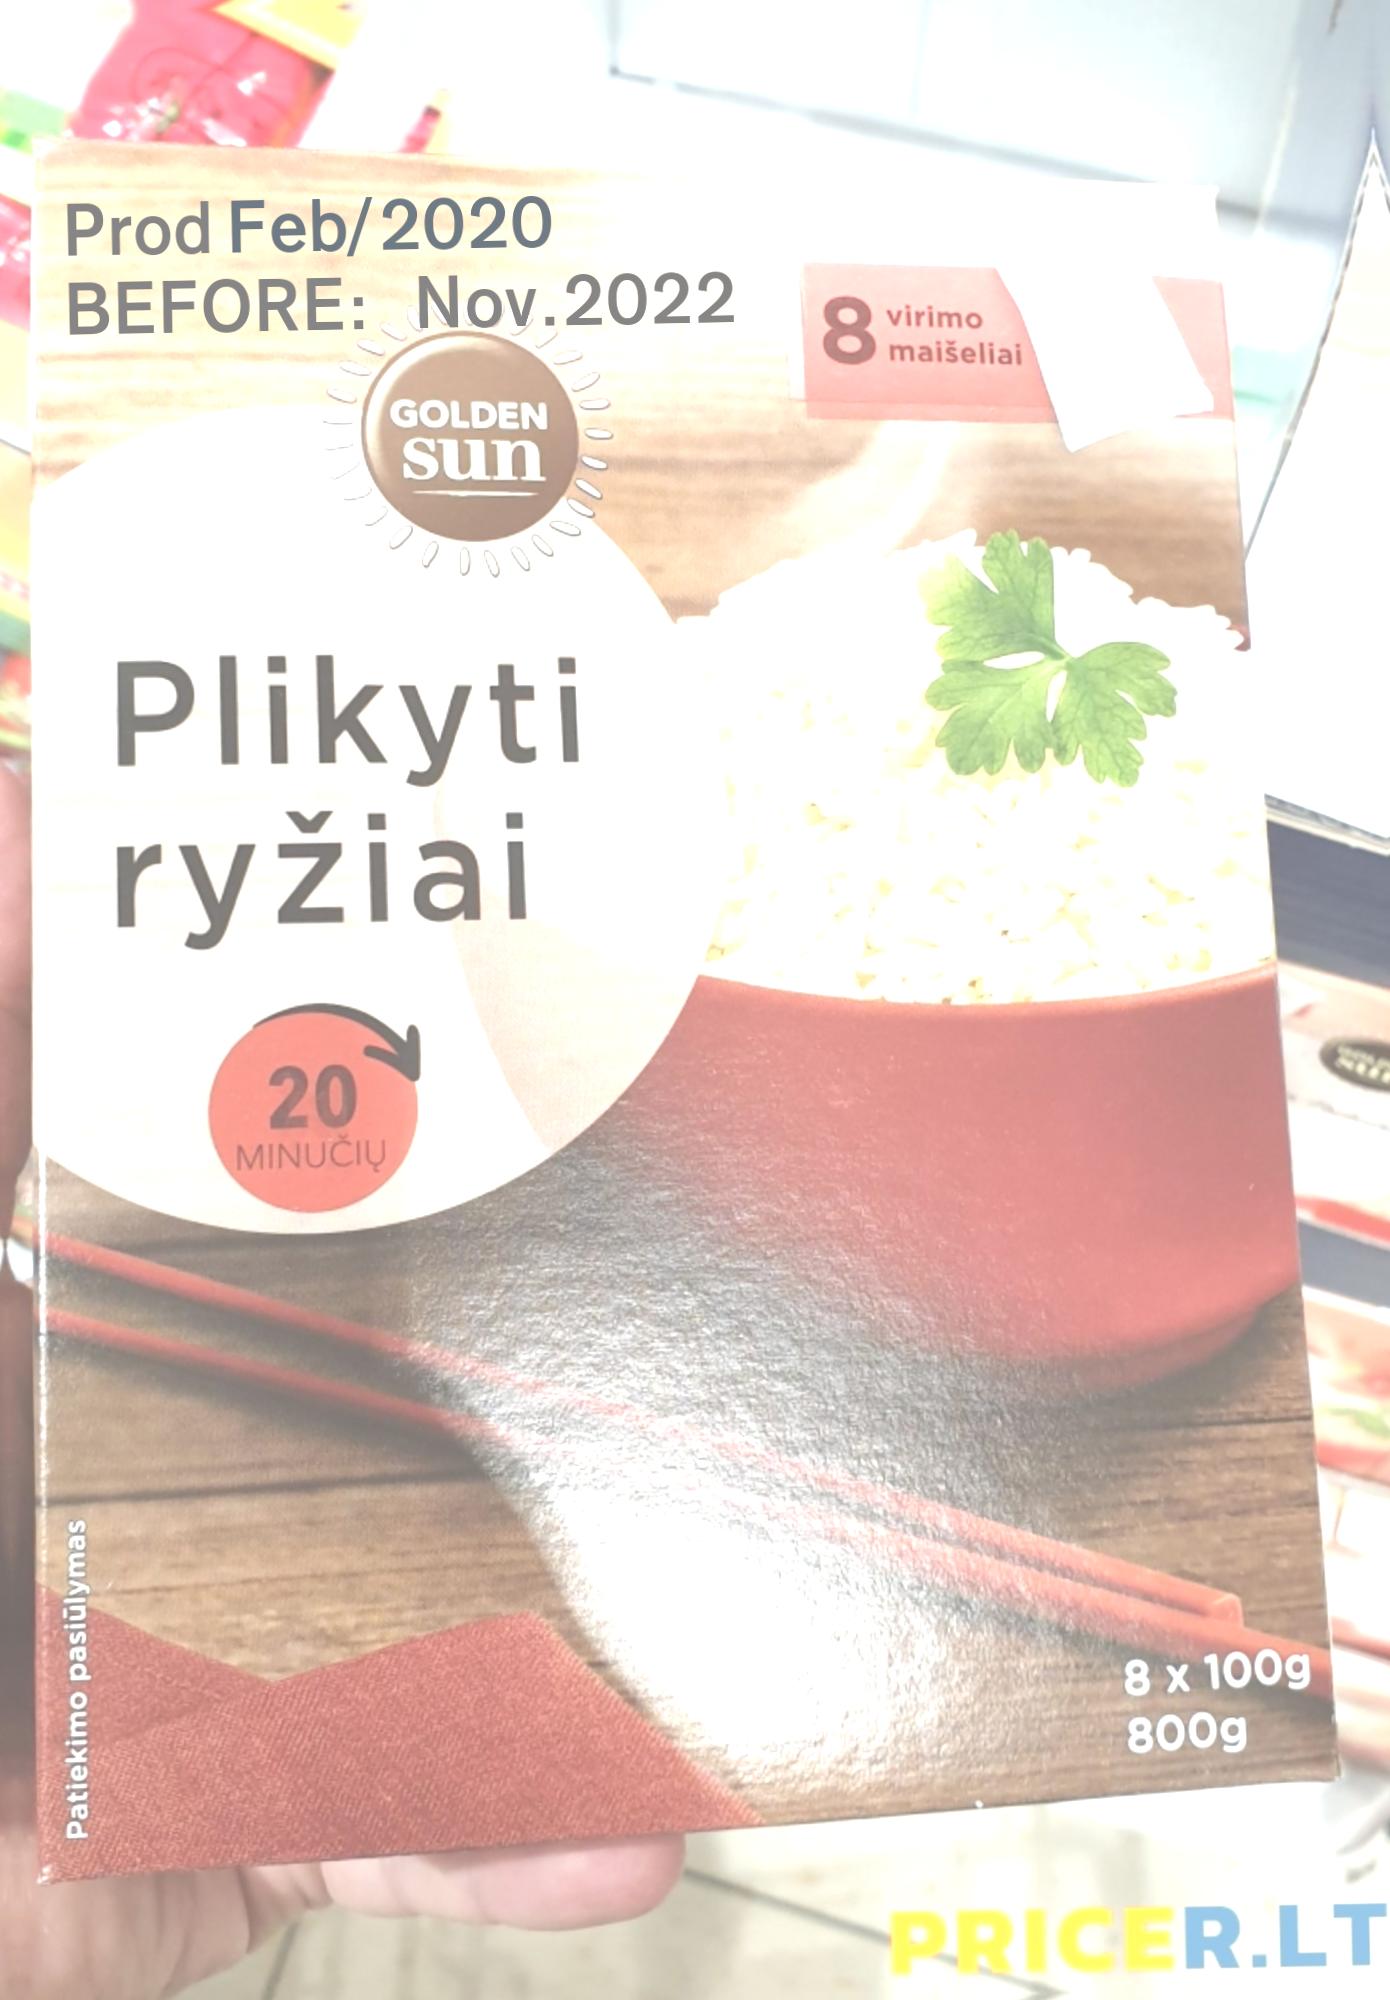 Prod Feb/2020
BEFORE: Nov.2022
8 virimo
maišeliai
GOLDEN
sun
Plikyti
ryžiai
20
MINUČIŲ
Patiekimo pasiūlymas
8 x 100g
800g
PRICER.LT